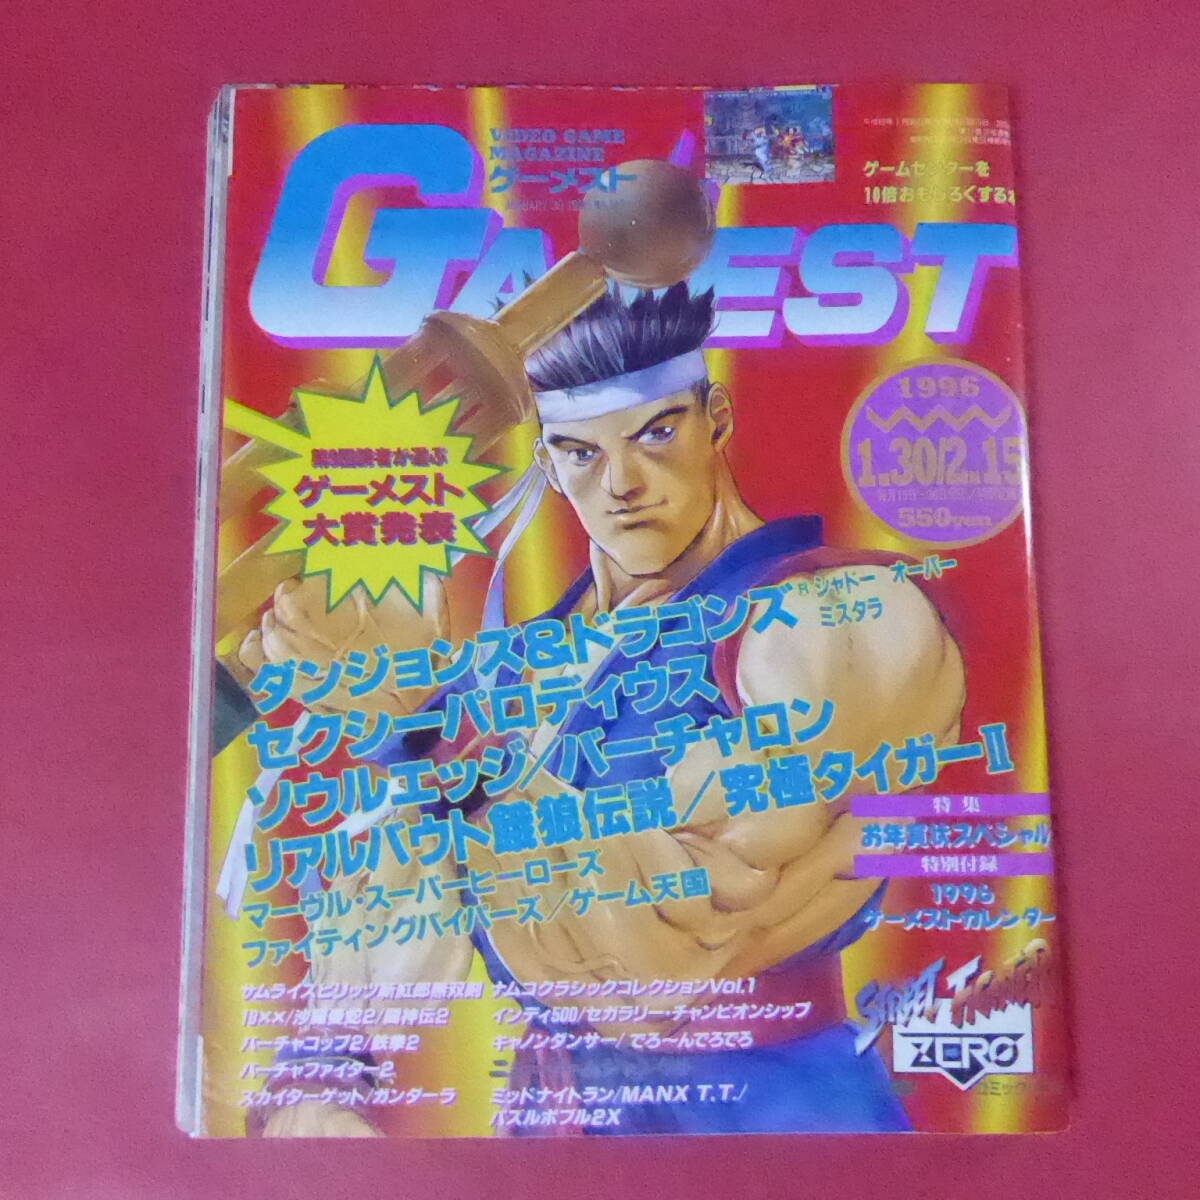 VIDEO GAME
MAGAZINE
ゲーメスト
GAMEST
ゲームセンターを
10倍おもしろくする
1996
1.30/2.15
550yen
第9回読者が選ぶ
ゲーメスト
大賞発表
ダンジョンズ&ドラゴンズ シャドー オーバー
ミスタラ
セクシーパロディウス
ソウルエッジ/バーチャロン
リアルバウト餓狼伝説/究極タイガーII
マーヴル・スーパーヒーローズ
ファイティングバイパーズ/ゲーム天国
特集
お年賀状スペシャル
特別付録
1996
ゲーメストカレンダー
サムライスピリッツ斬紅郎無双剣
19××/沙羅曼蛇2/闘神伝2
バーチャコップ2/鉄拳2
バーチャファイター2
スカイターゲット/ガンダーラ
ナムコクラシックコレクションVol.1
インディ500/セガラリー・チャンピオンシップ
キャノンダンサー/でろ〜んでろでろ
ミッドナイトラン/MANX T.T./
パズルボブル2X
STREET FIGHTER
ZERO
コミック